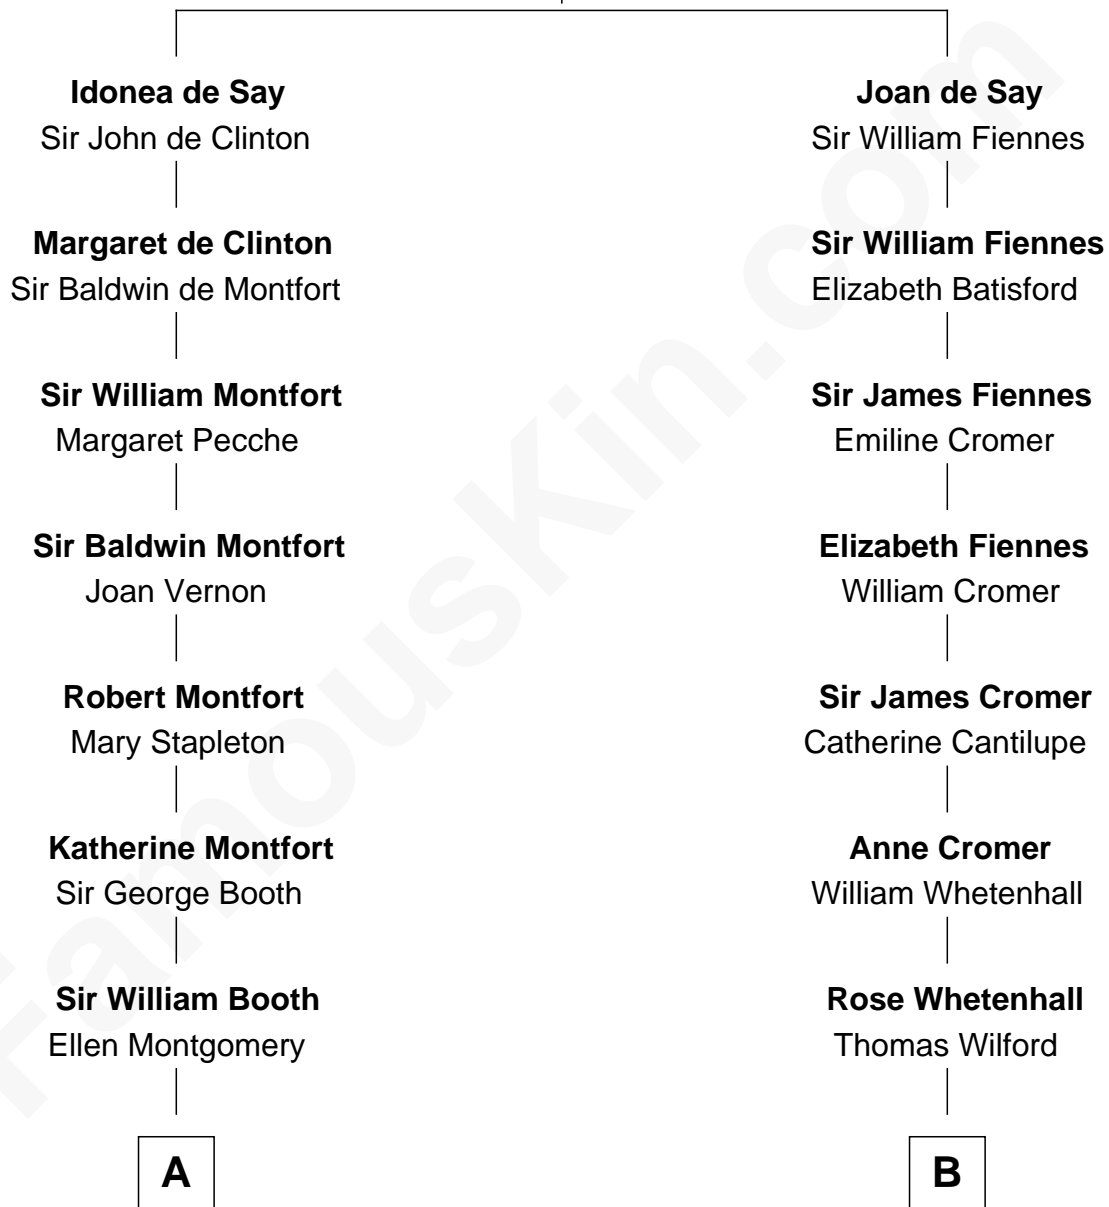 Idonea de Say
Sir John de Clinton
Margaret de Clinton
Sir Baldwin de Montfort
Sir William Montfort
Margaret Pecche
Sir Baldwin Montfort
Joan Vernon
Robert Montfort
Mary Stapleton
Katherine Montfort
Sir George Booth
Sir William Booth
Ellen Montgomery
A
Joan de Say
Sir William Fiennes
Sir William Fiennes
Elizabeth Batisford
Sir James Fiennes
Emiline Cromer
Elizabeth Fiennes
William Cromer
Sir James Cromer
Catherine Cantilupe
Anne Cromer
William Whetenhall
Rose Whetenhall
Thomas Wilford
B
FamousKin.com